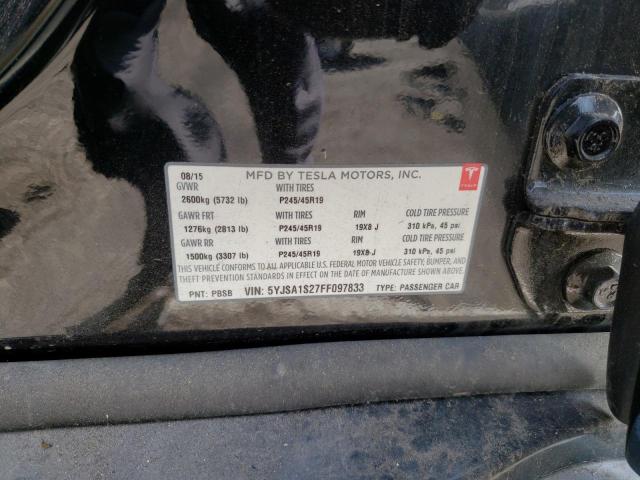 08/15 MFD BY TESLA MOTORS, INC.
GVWR WITH TIRES
2600kg (5732 lb) P245/45R19 TESLA
GAWR FRT WITH TIRES RIM COLD TIRE PRESSURE
1276kg (2813 lb) P245/45R19 19X8 J 310 kPa, 45 psi
GAWR RR WITH TIRES RIM COLD TIRE PRESSURE
1500kg (3307 lb) P245/45R19 19X8 J 310 kPa, 45 psi
THIS VEHICLE CONFORMS TO ALL APPLICABLE U.S. FEDERAL MOTOR VEHICLE SAFETY, BUMPER, AND
THEFT PREVENTION STANDARDS IN EFFECT ON THE DATE OF MANUFACTURE SHOWN ABOVE.
PNT: PBSB VIN: 5YJSA1S27FF097833 TYPE: PASSENGER CAR